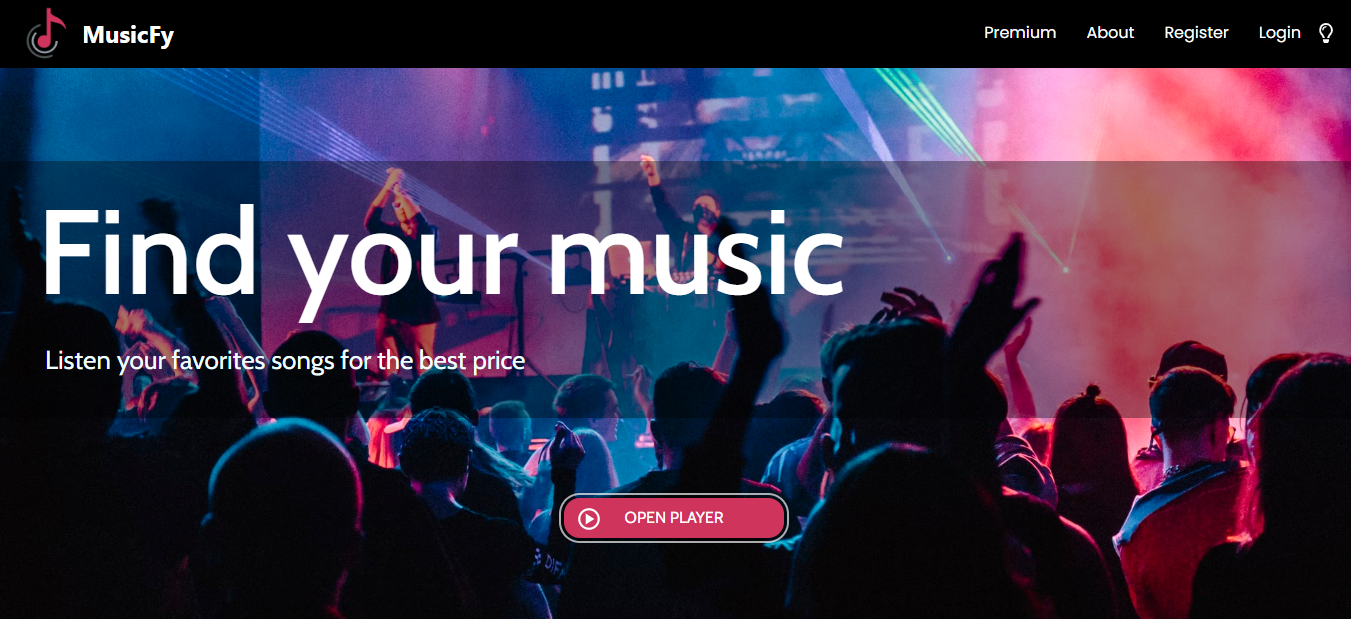 MusicFy
Premium About Register Login
Find your music
Listen your favorites songs for the best price
OPEN PLAYER